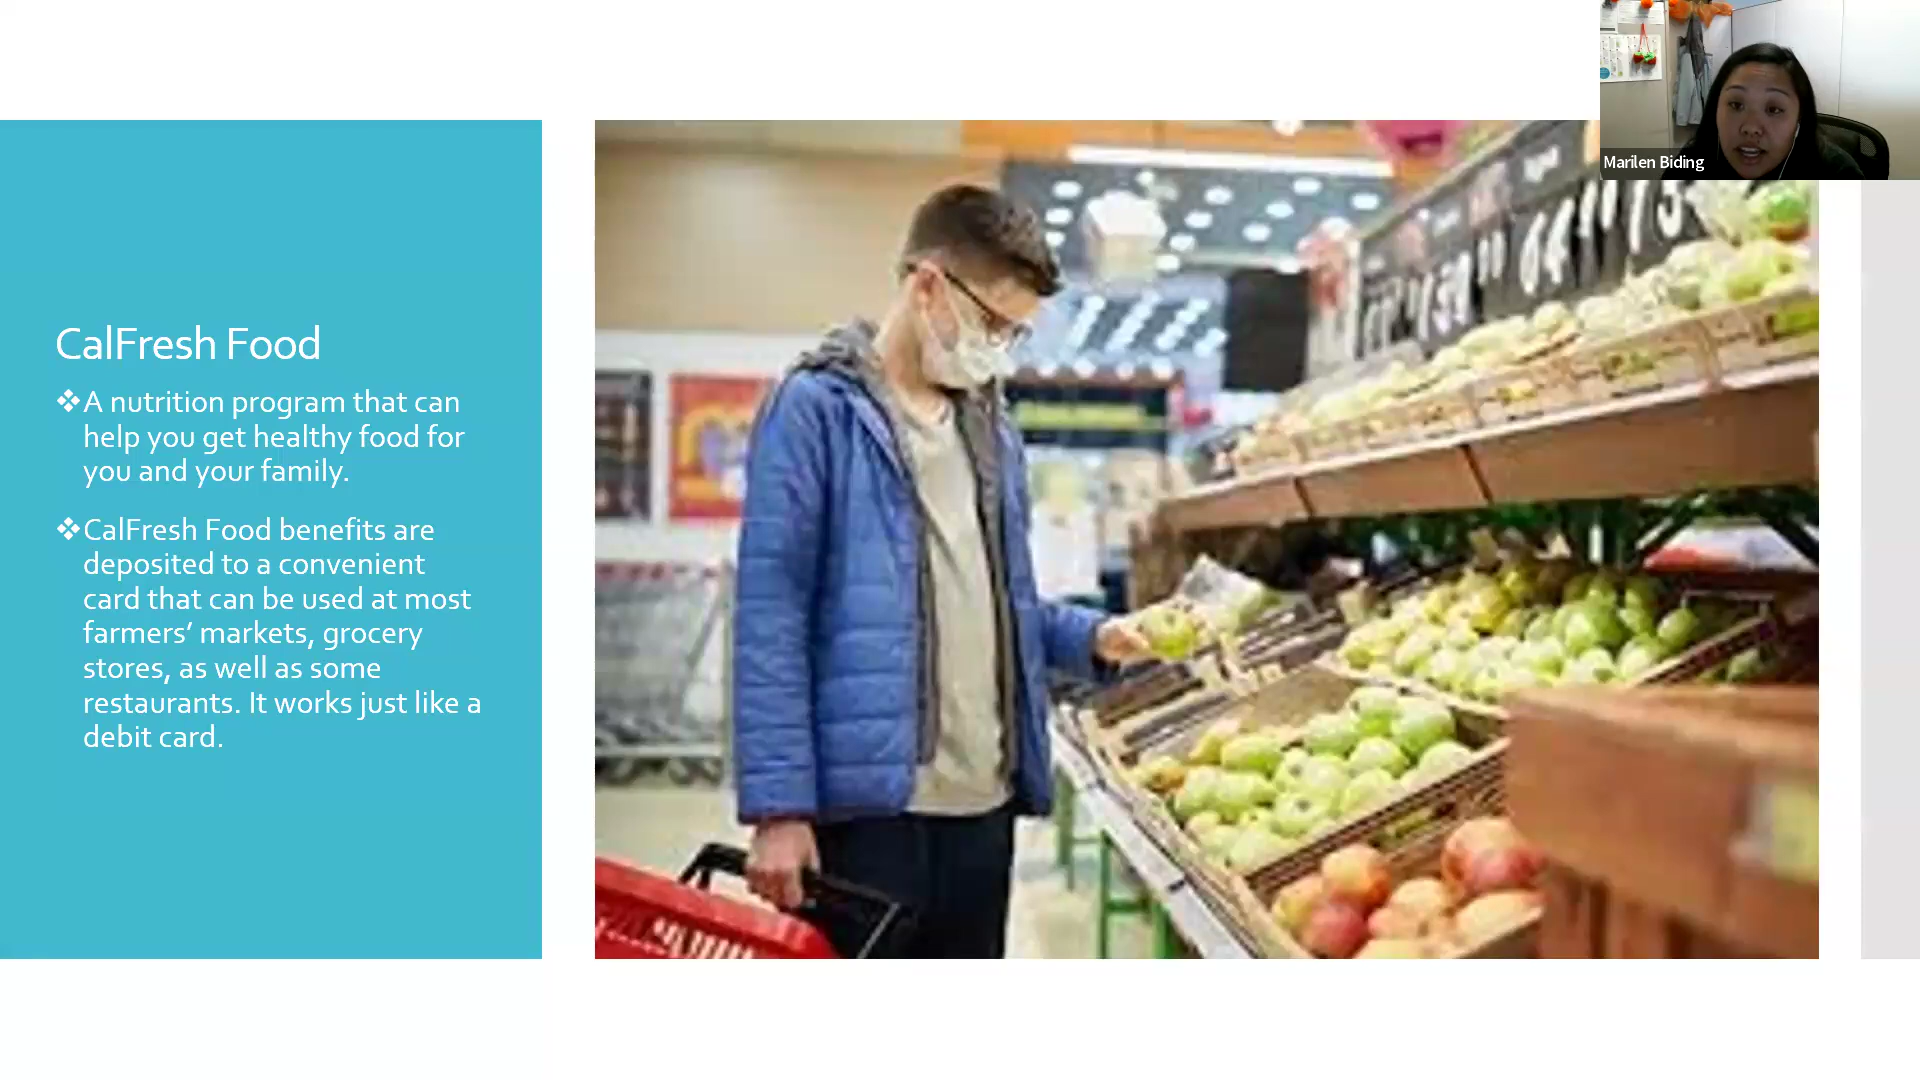 Marilen Biding
CalFresh Food
❖A nutrition program that can
help you get healthy food for
you and your family.
❖CalFresh Food benefits are
deposited to a convenient
card that can be used at most
farmers’ markets, grocery
stores, as well as some
restaurants. It works just like a
debit card.